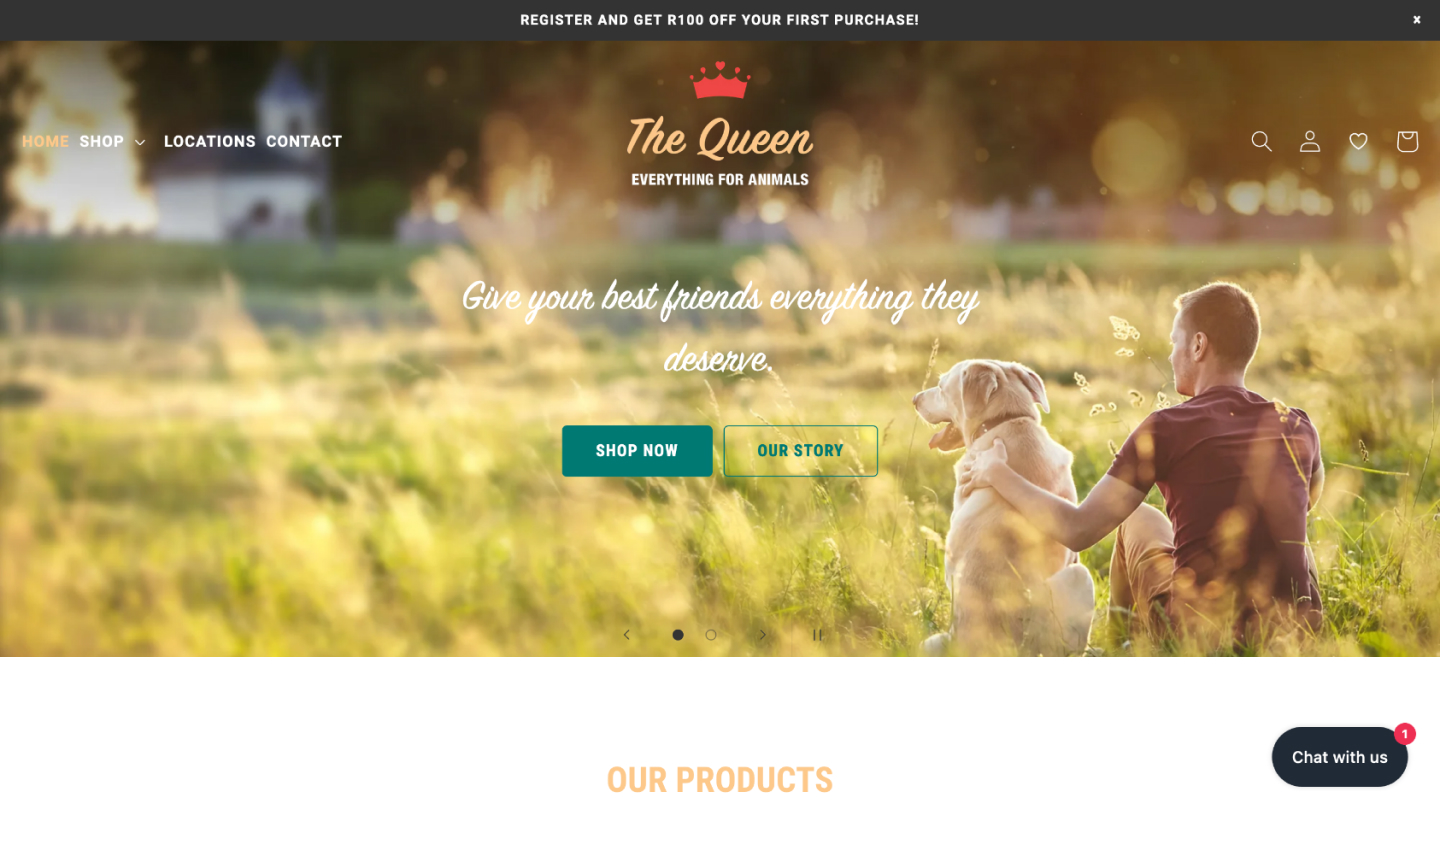 REGISTER AND GET R100 OFF YOUR FIRST PURCHASE!
HOME SHOP LOCATIONS CONTACT
The Queen
EVERYTHING FOR ANIMALS
Give your best friends everything they
deserve.
SHOP NOW
OUR STORY
1
Chat with us
OUR PRODUCTS